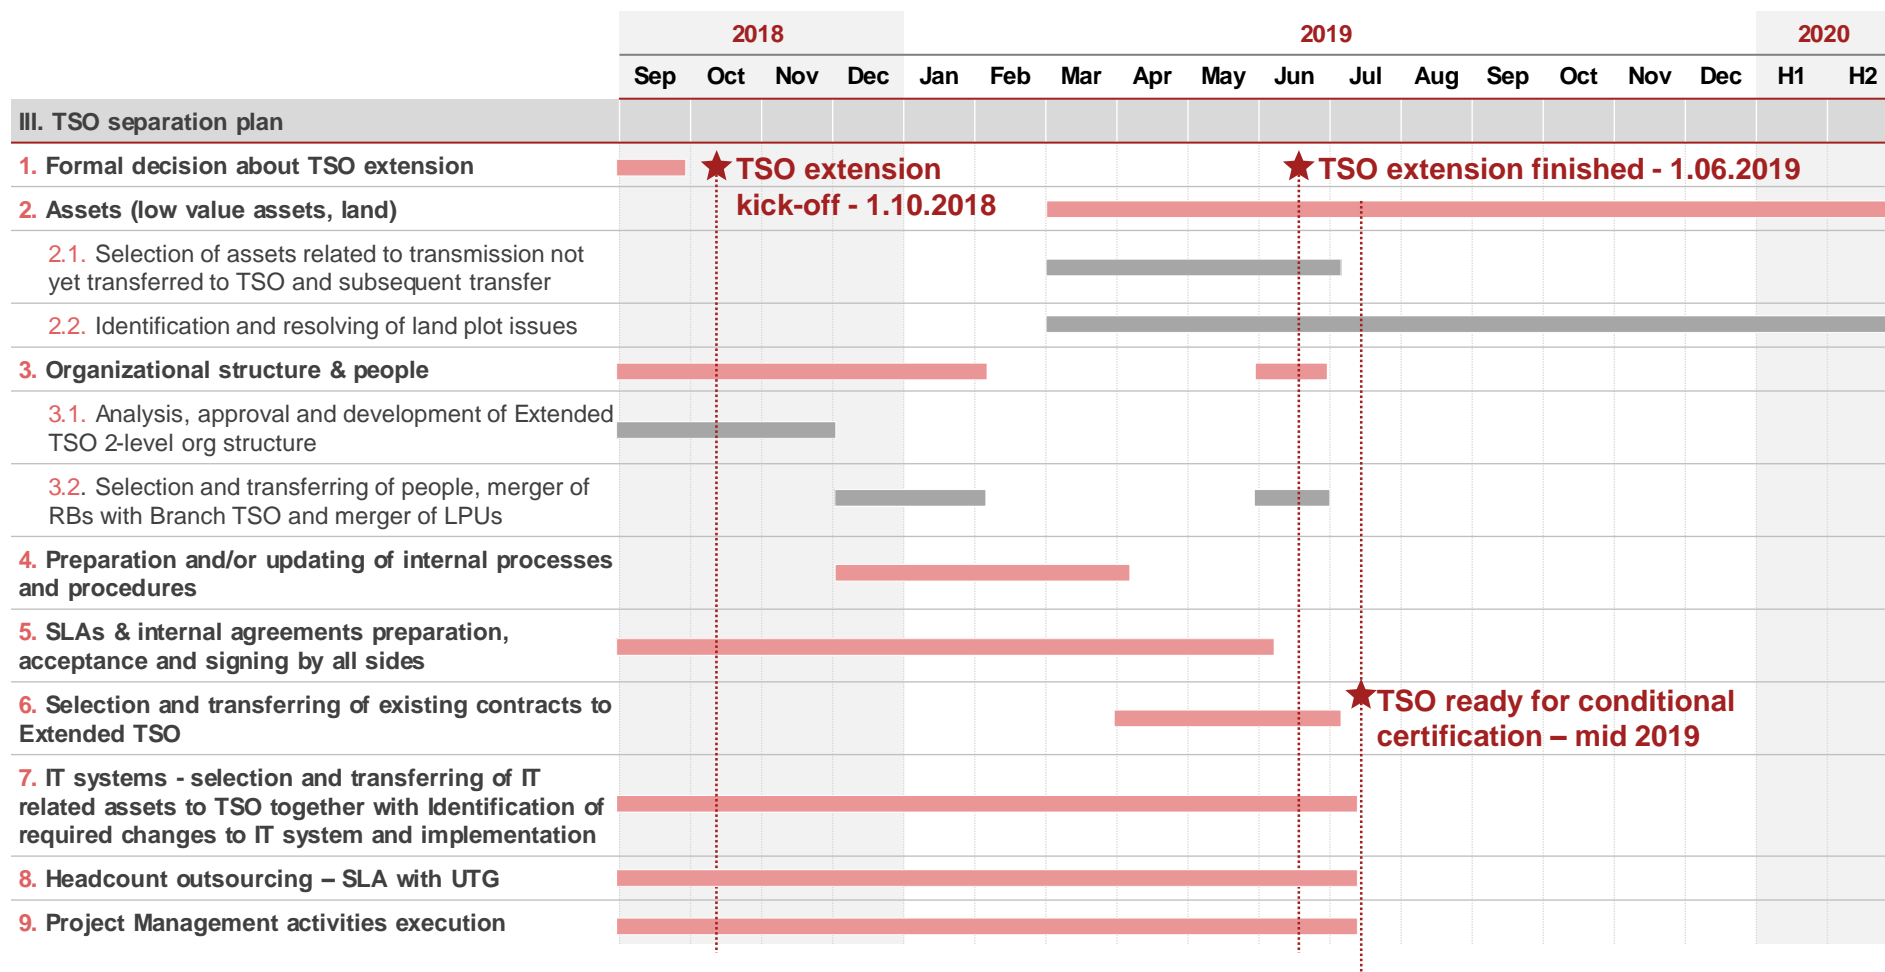 2018
2019
2020
Sep Oct Nov Dec Jan Feb Mar Apr May Jun Jul Aug Sep Oct Nov Dec H1 H2
III. TSO separation plan
1. Formal decision about TSO extension
TSO extension
kick-off - 1.10.2018
TSO extension finished - 1.06.2019
2. Assets (low value assets, land)
2.1. Selection of assets related to transmission not
yet transferred to TSO and subsequent transfer
2.2. Identification and resolving of land plot issues
3. Organizational structure & people
3.1. Analysis, approval and development of Extended
TSO 2-level org structure
3.2. Selection and transferring of people, merger of
RBs with Branch TSO and merger of LPUs
4. Preparation and/or updating of internal processes
and procedures
5. SLAs & internal agreements preparation,
acceptance and signing by all sides
6. Selection and transferring of existing contracts to
Extended TSO
TSO ready for conditional
certification – mid 2019
7. IT systems - selection and transferring of IT
related assets to TSO together with Identification of
required changes to IT system and implementation
8. Headcount outsourcing – SLA with UTG
9. Project Management activities execution